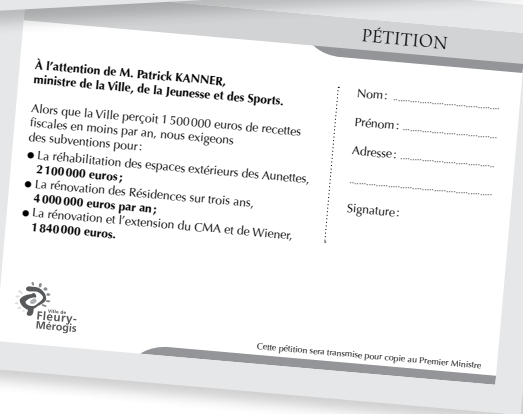 PÉTITION
À l'attention de M. Patrick KANNER,
ministre de la Ville, de la Jeunesse et des Sports.
Alors que la Ville perçoit 1 500 000 euros de recettes
fiscales en moins par an, nous exigeons
des subventions pour :
● La réhabilitation des espaces extérieurs des Aunettes,
2 100 000 euros ;
● La rénovation des Résidences sur trois ans,
4 000 000 euros par an ;
● La rénovation et l'extension du CMA et de Wiener,
1 840 000 euros.
Nom :
Prénom :
Adresse :
Signature :
Ville de
Fleury-
Mérogis
Cette pétition sera transmise pour copie au Premier Ministre